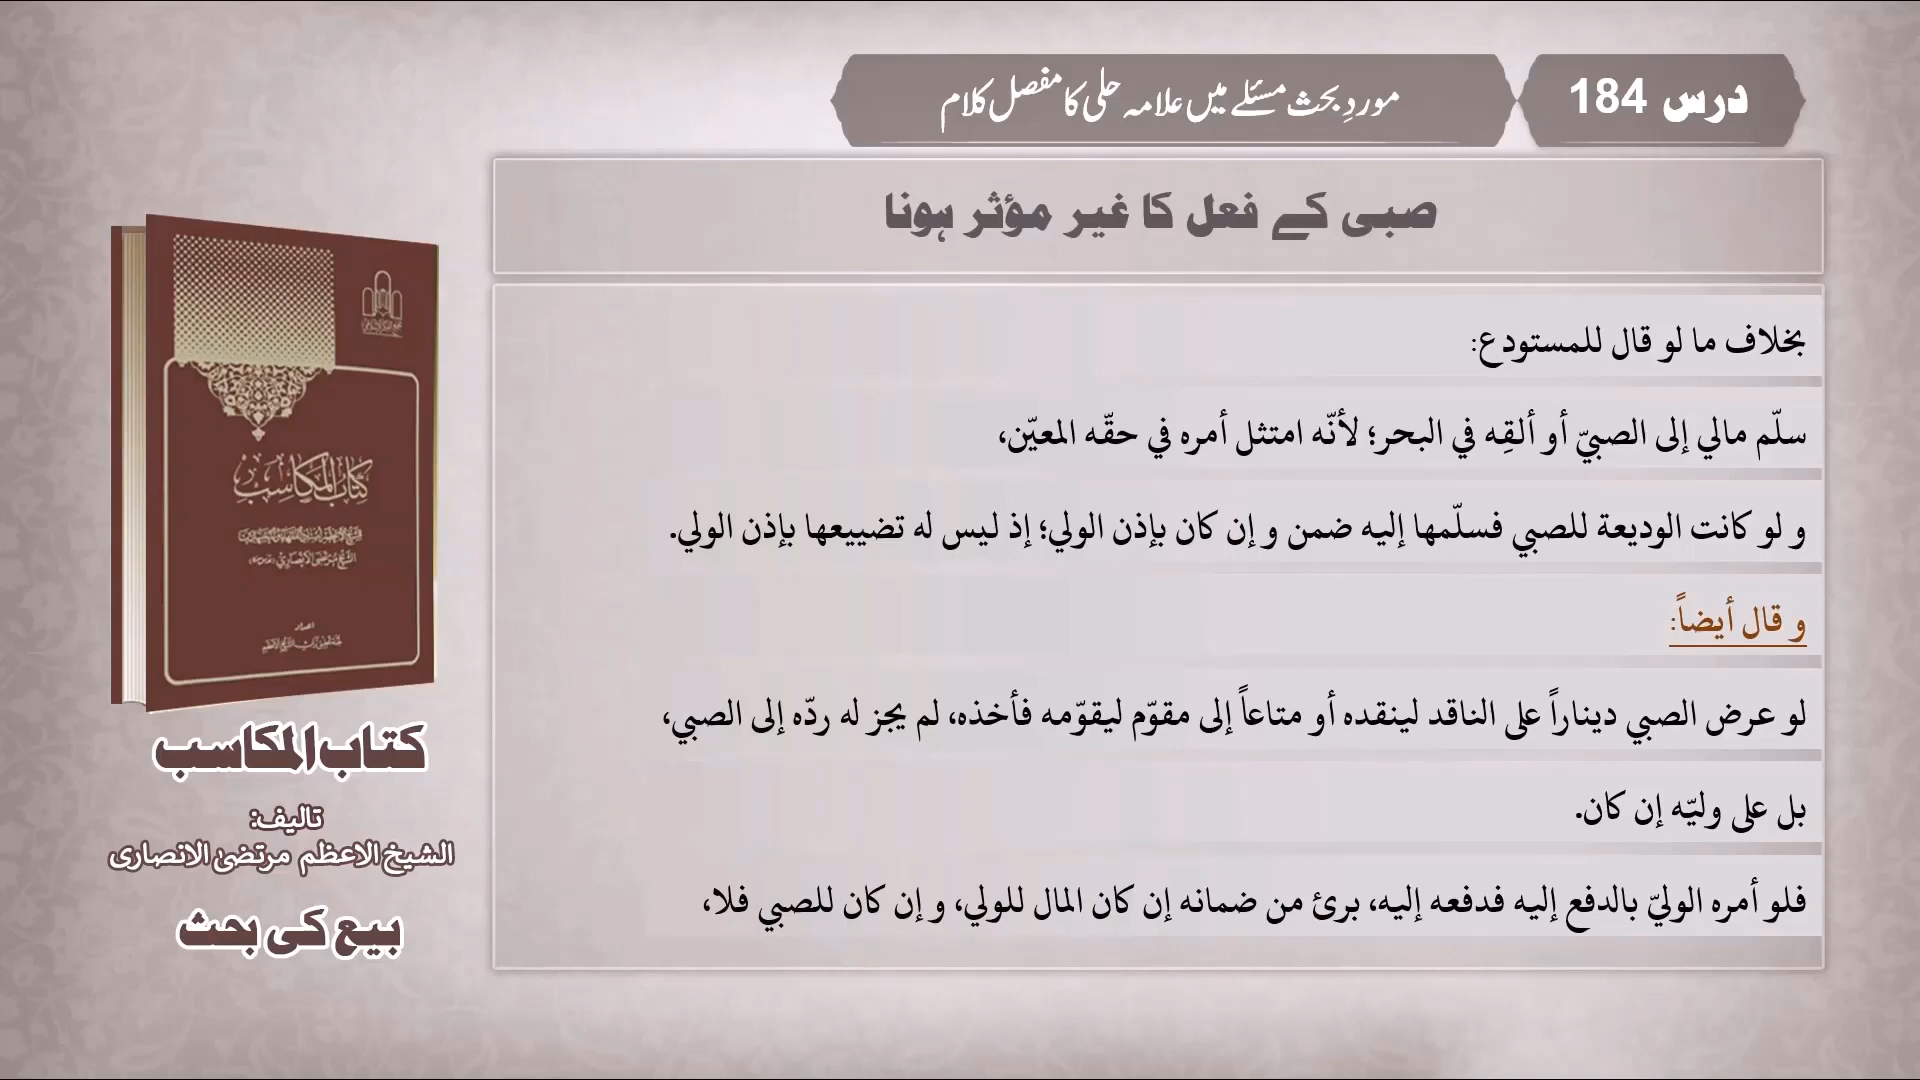 درس 184
موردِ بحث مسئلے میں علامہ حلی کا مفصل کلام
صبی کے فعل کا غیر مؤثر ہونا
بخلاف ما لو قال للمستودع:
سلّم مالي إلى الصبيّ أو ألقِه في البحر؛ لأنّه امتثل أمره في حقّه المعيّن،
و لو كانت الوديعة للصبي فسلّمها إليه ضمن و إن كان بإذن الولي؛ إذ ليس له تضييعها بإذن الولي.
و قال أيضاً:
لو عرض الصبي ديناراً على الناقد لينقده أو متاعاً إلى مقوّم ليقوّمه فأخذه، لم يجز له ردّه إلى الصبي،
بل على وليّه إن كان.
فلو أمره الوليّ بالدفع إليه فدفعه إليه، برئ من ضمانه إن كان المال للولي، و إن كان للصبي فلا،
كتاب المكاسب
كتاب المكاسب
تالیف:
الشیخ الاعظم مرتضیٰ الانصاری
بیع کی بحث